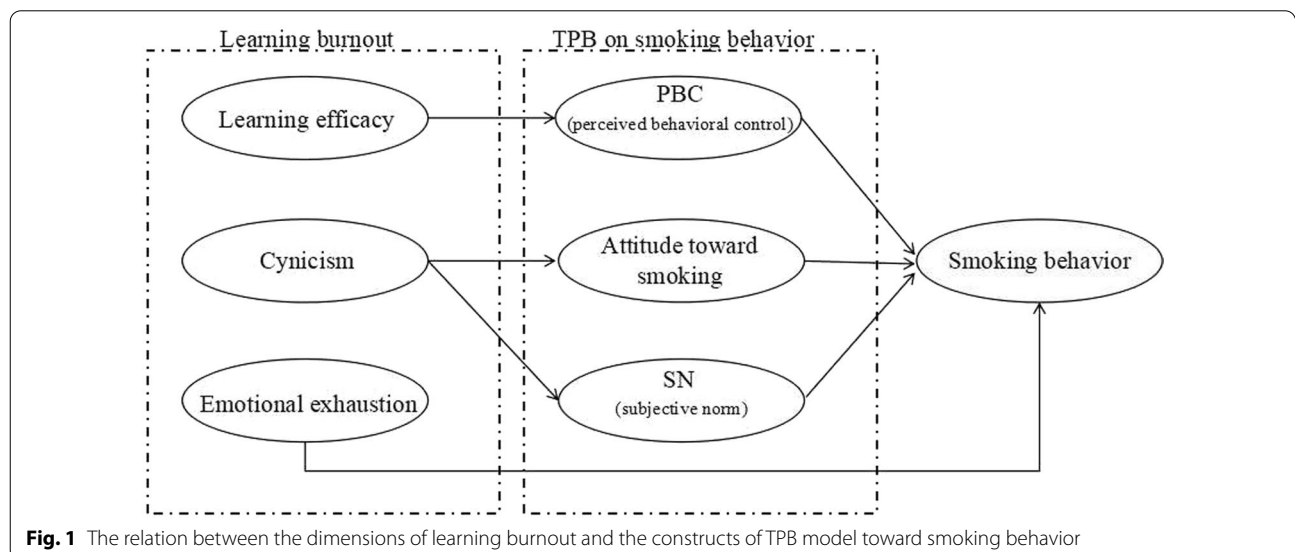 Learning burnout
TPB on smoking behavior
Learning efficacy
PBC
(perceived behavioral control)
Cynicism
Attitude toward
smoking
Smoking behavior
Emotional exhaustion
SN
(subjective norm)
Fig. 1 The relation between the dimensions of learning burnout and the constructs of TPB model toward smoking behavior